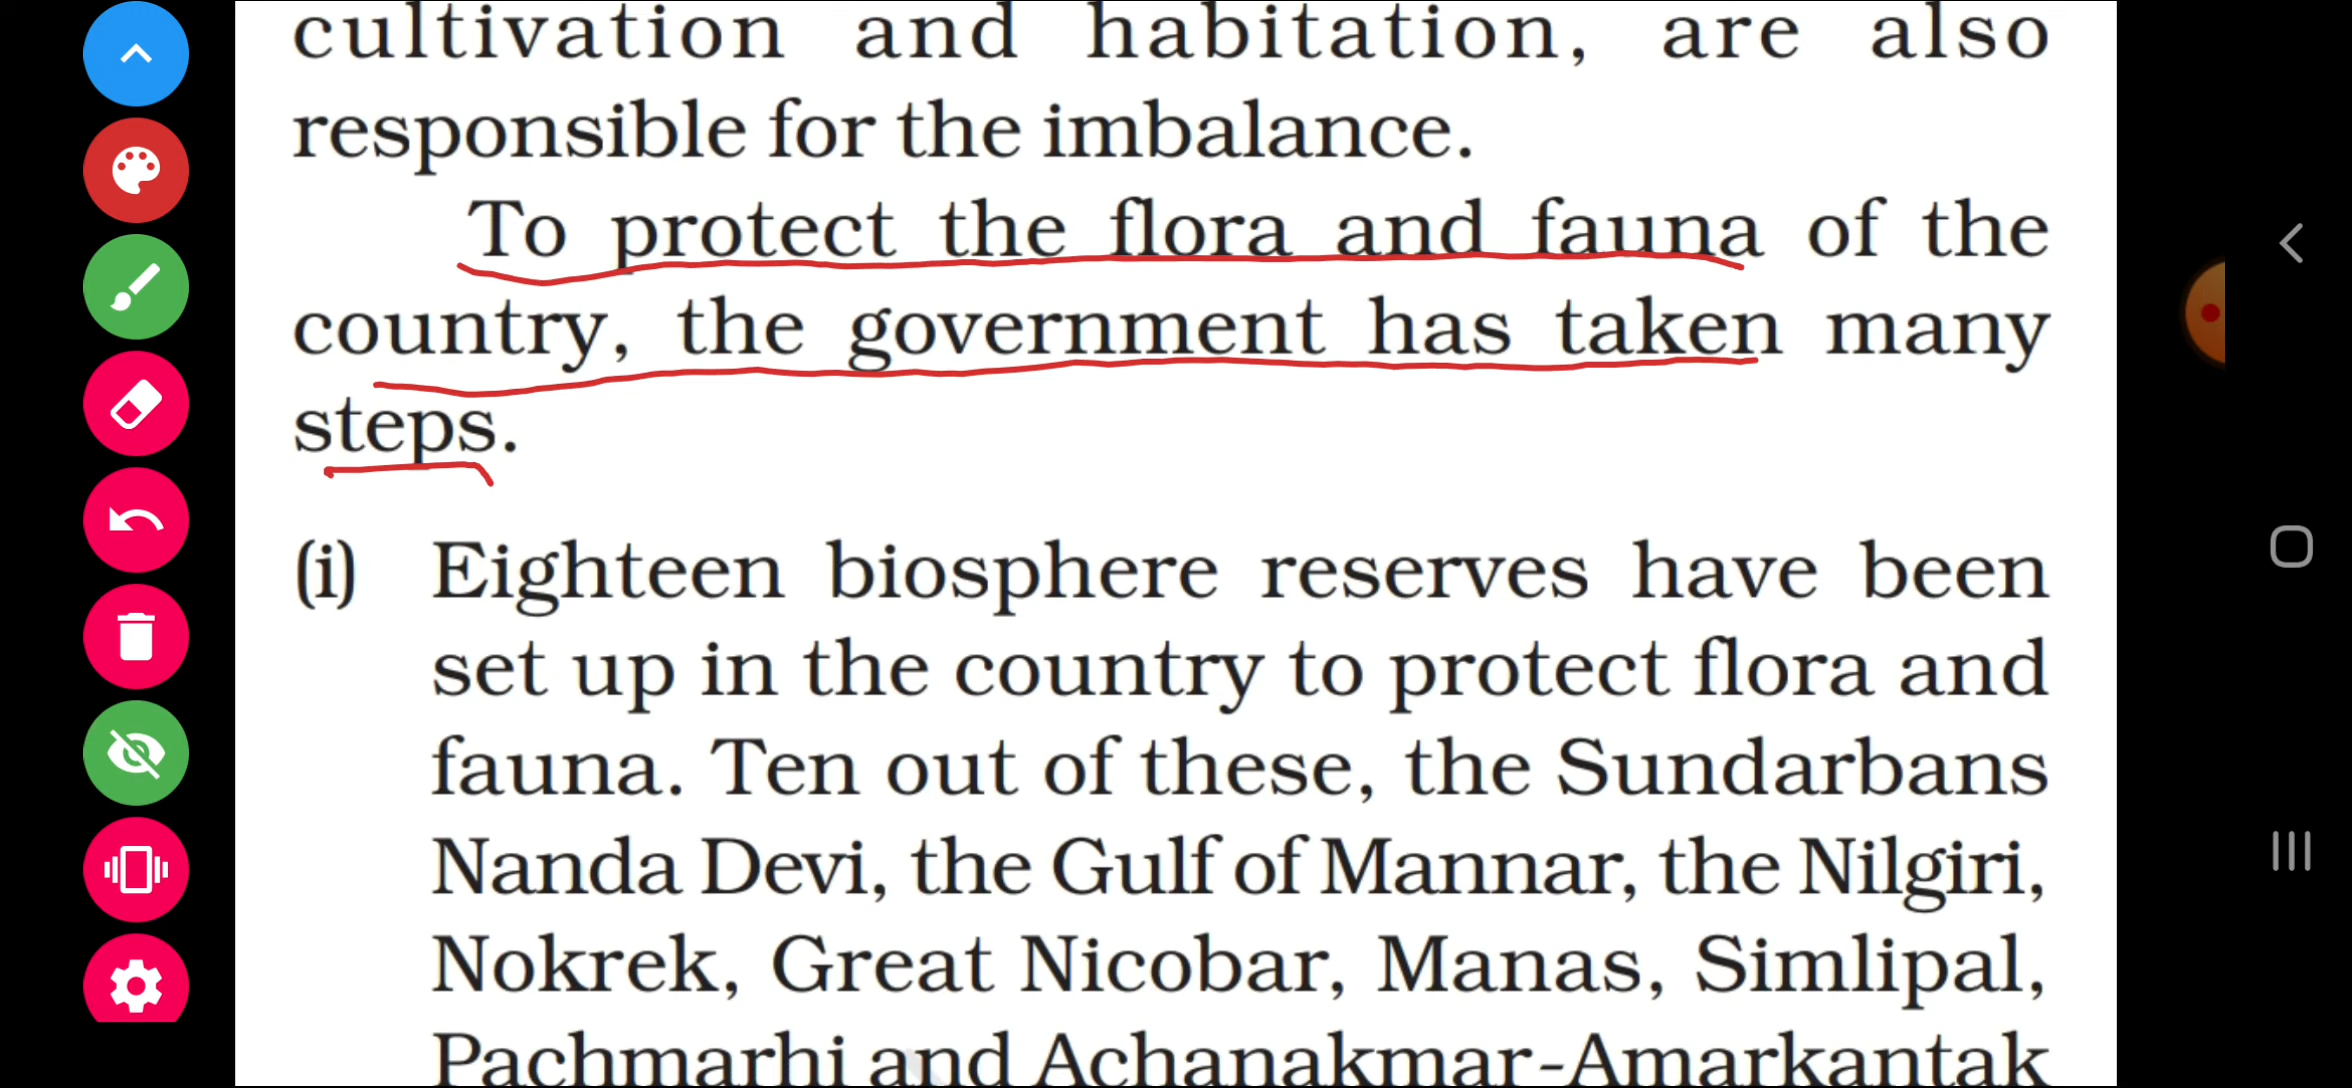 cultivation and habitation, are also
responsible for the imbalance.
To protect the flora and fauna of the
country, the government has taken many
steps.
(i) Eighteen biosphere reserves have been
set up in the country to protect flora and
fauna. Ten out of these, the Sundarbans
Nanda Devi, the Gulf of Mannar, the Nilgiri,
Nokrek, Great Nicobar, Manas, Simlipal,
Pachmarhi and Achanakmar-Amarkantak